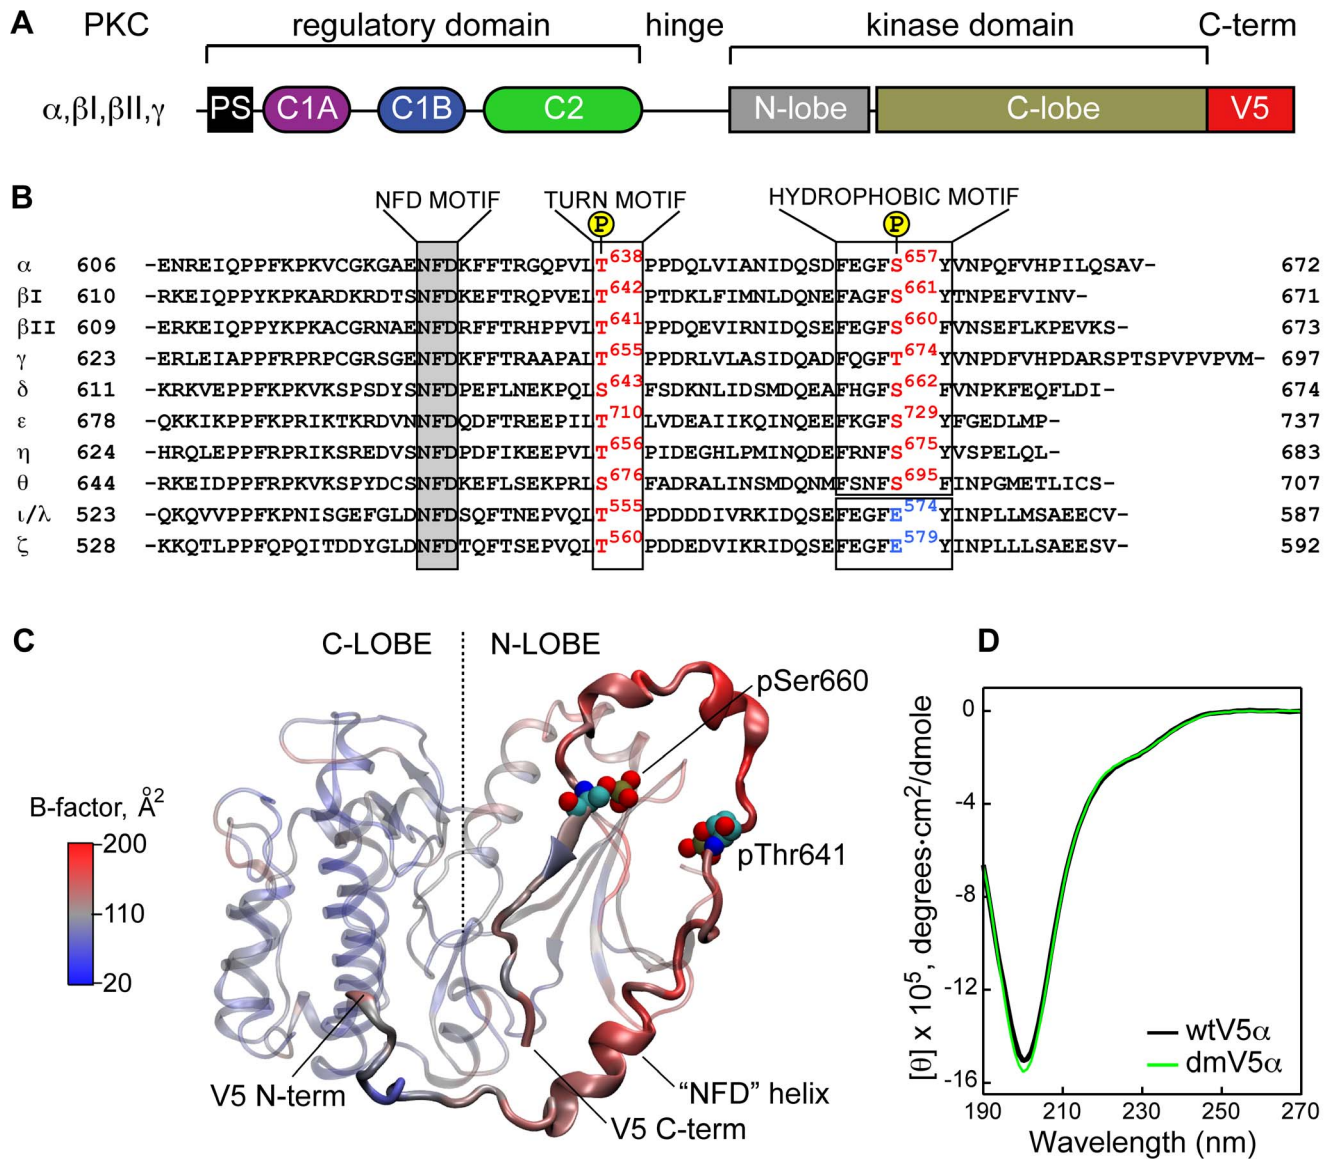 A PKC regulatory domain hinge kinase domain C-term
α,βI,βII,γ PS C1A C1B C2 N-lobe C-lobe V5
B NFD MOTIF TURN MOTIF HYDROPHOBIC MOTIF
P P
α 606 -ENREIQPPFKPKVCGKGAENFDKFFTRGQPVLT638PPDQLVIANIDQSDFEGFS657YVNPQFVHPILQSAV- 672
βI 610 -RKEIQPPYKPKARDKRDTSNFDKEFTRQPVELT642PTDKLFIMNLDQNEFAGFS661YTNPEFVINV- 671
βII 609 -ERKEIQPPYKPKACGRNAENFDRFFTRHPPVLT641PPDQEVIRNIDQSEFEGFS660FVNSEFLKPEVKS- 673
γ 623 -ERLEIAPPFRPRPCGRSGENFDKFFTRAAPALT655PPDRLVLASIDQADFQGFT674YVNPDFVHPDARSPTSPVPVPVM- 697
δ 611 -KRKVEPPFKPKVKSPSDYSNFDPEFLNEKPQLS643FSDKNLIDSMDQEAFHGFS662FVNPKFEQFLDI- 674
ε 678 -QKKIKPPFKPRIKTKRDVNNFDQDFTREEPILT710LVDEAIIKQINQEEFKGFS729YFGEDLMP- 737
η 624 -HRQLEPPFRPRIKSREDVSNFDPDFIKEEPVLT656PIDEGHLPMINQDEFRNFS675YVSPELQL- 683
θ 644 -KEIDPPFRPKVKSPYDCSNFDKEFLSEKPRLS676FADRALINSMDQNMFSNFS695FINPGMETLICS- 707
ι/λ 523 -QKQVVPPFKPNISGEFGLDNFDSQFTNEPVQLT555PDDDDIVRKIDQSEFEGFE574YINPLLMSAEECV- 587
ζ 528 -KKQTLPPFQPQITDDYGLDNFDTQFTSEPVQLT560PDDEDVIKRIDQSEFEGFE579YINPLLLSAEESV- 592
C C-LOBE N-LOBE
pSer660
pThr641
B-factor, Å2
200
110
20
V5 N-term
"NFD" helix
V5 C-term
D
[θ] x 105, degrees·cm2/dmole
0
-4
-8
-12
-16
wtV5α
dmV5α
190 210 230 250 270
Wavelength (nm)